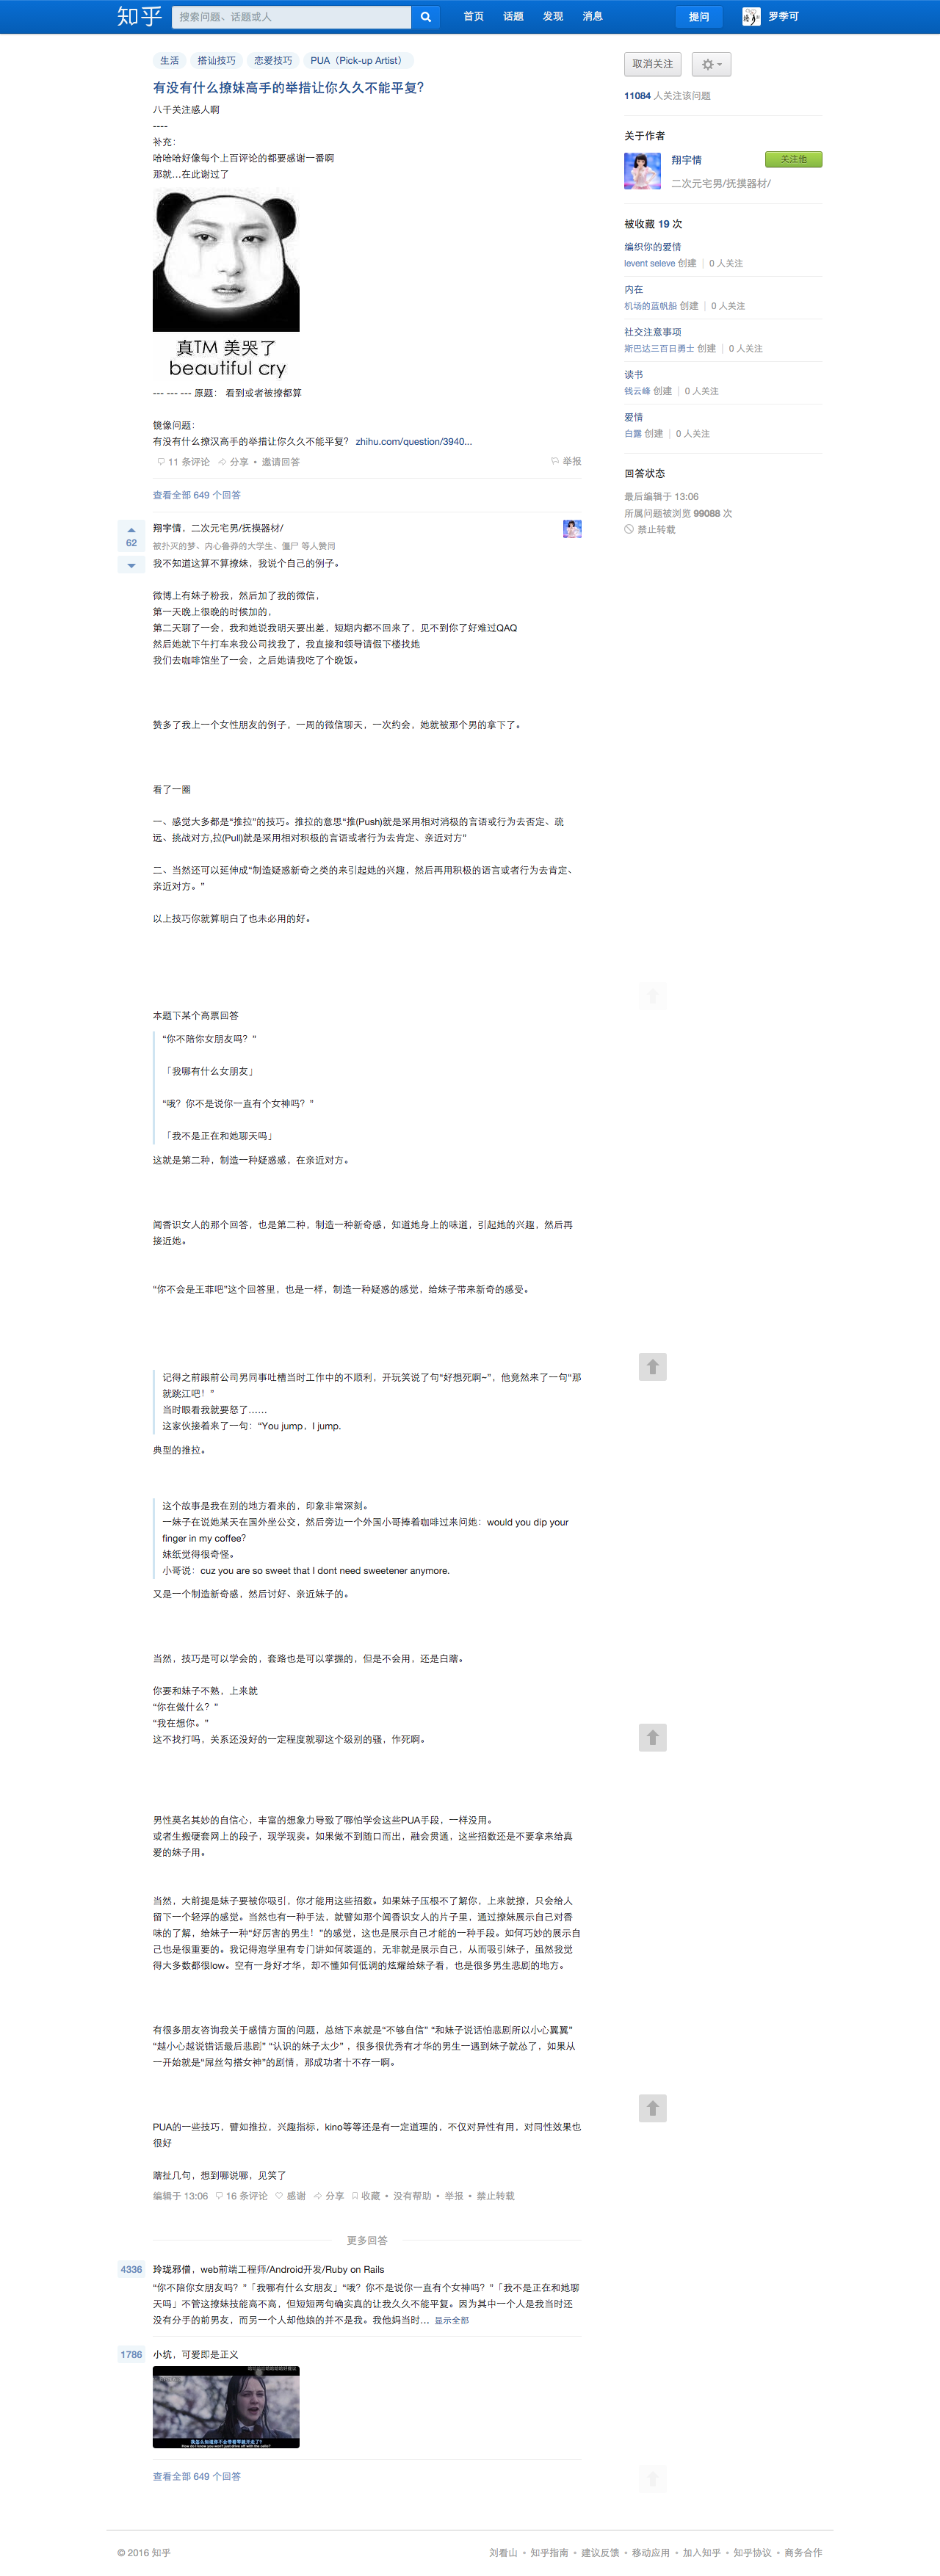 知乎
搜索问题、话题或人
首页 话题 发现 消息
提问
罗季可
生活 搭讪技巧 恋爱技巧 PUA（Pick-up Artist）
有没有什么撩妹高手的举措让你久久不能平复？
八千关注感人啊
----
补充：
哈哈哈好像每个上百评论的都要感谢一番啊
那就...在此谢过了
真TM 美哭了
beautiful cry
--- --- --- 原题： 看到或者被撩都算
镜像问题：
有没有什么撩汉高手的举措让你久久不能平复？ zhihu.com/question/3940...
11 条评论 分享 • 邀请回答 举报
查看全部 649 个回答
62
翔宇情，二次元宅男/抚摸器材/
被扑灭的梦、内心鲁莽的大学生、僵尸 等人赞同
我不知道这算不算撩妹，我说个自己的例子。
微博上有妹子粉我，然后加了我的微信，
第一天晚上很晚的时候加的，
第二天聊了一会，我和她说我明天要出差，短期内都不回来了，见不到你了好难过QAQ
然后她就下午打车来我公司找我了，我直接和领导请假下楼找她
我们去咖啡馆坐了一会，之后她请我吃了个晚饭。
赞多了我上一个女性朋友的例子，一周的微信聊天，一次约会，她就被那个男的拿下了。
看了一圈
一、感觉大多都是“推拉”的技巧。推拉的意思“推(Push)就是采用相对消极的言语或行为去否定、疏
远、挑战对方,拉(Pull)就是采用相对积极的言语或者行为去肯定、亲近对方”
二、当然还可以延伸成“制造疑惑新奇之类的来引起她的兴趣，然后再用积极的语言或者行为去肯定、
亲近对方。”
以上技巧你就算明白了也未必用的好。
本题下某个高票回答
“你不陪你女朋友吗？”
「我哪有什么女朋友」
“哦？你不是说你一直有个女神吗？”
「我不是正在和她聊天吗」
这就是第二种，制造一种疑惑感，在亲近对方。
闻香识女人的那个回答，也是第二种，制造一种新奇感，知道她身上的味道，引起她的兴趣，然后再
接近她。
“你不会是王菲吧”这个回答里，也是一样，制造一种疑惑的感觉，给妹子带来新奇的感受。
记得之前跟前公司男同事吐槽当时工作中的不顺利，开玩笑说了句“好想死啊~”，他竟然来了一句“那
就跳江吧！”
当时眼看我就要怒了……
这家伙接着来了一句：“You jump，I jump.
典型的推拉。
这个故事是我在别的地方看来的，印象非常深刻。
一妹子在说她某天在国外坐公交，然后旁边一个外国小哥捧着咖啡过来问她：would you dip your
finger in my coffee?
妹纸觉得很奇怪。
小哥说：cuz you are so sweet that I dont need sweetener anymore.
又是一个制造新奇感，然后讨好、亲近妹子的。
当然，技巧是可以学会的，套路也是可以掌握的，但是不会用，还是白瞎。
你要和妹子不熟，上来就
“你在做什么？”
“我在想你。”
这不找打吗，关系还没好的一定程度就聊这个级别的骚，作死啊。
男性莫名其妙的自信心，丰富的想象力导致了哪怕学会这些PUA手段，一样没用。
或者生搬硬套网上的段子，现学现卖。如果做不到随口而出，融会贯通，这些招数还是不要拿来给真
爱的妹子用。
当然，大前提是妹子要被你吸引，你才能用这些招数。如果妹子压根不了解你，上来就撩，只会给人
留下一个轻浮的感觉。当然也有一种手法，就譬如那个闻香识女人的片子里，通过撩妹展示自己对香
味的了解，给妹子一种“好厉害的男生！”的感觉，这也是展示自己才能的一种手段。如何巧妙的展示自
己也是很重要的。我记得泡学里有专门讲如何装逼的，无非就是展示自己，从而吸引妹子，虽然我觉
得大多数都很low。空有一身好才华，却不懂如何低调的炫耀给妹子看，也是很多男生悲剧的地方。
有很多朋友咨询我关于感情方面的问题，总结下来就是“不够自信” “和妹子说话怕悲剧所以小心翼翼”
“越小心越说错话最后悲剧” “认识的妹子太少” ，很多很优秀有才华的男生一遇到妹子就怂了，如果从
一开始就是“屌丝勾搭女神”的剧情，那成功者十不存一啊。
PUA的一些技巧，譬如推拉，兴趣指标，kino等等还是有一定道理的，不仅对异性有用，对同性效果也
很好
瞎扯几句，想到哪说哪，见笑了
编辑于 13:06 16 条评论 感谢 分享 收藏 • 没有帮助 • 举报 • 禁止转载
更多回答
4336
玲珑邪僧，web前端工程师/Android开发/Ruby on Rails
“你不陪你女朋友吗？”「我哪有什么女朋友」“哦？你不是说你一直有个女神吗？”「我不是正在和她聊
天吗」不管这撩妹技能高不高，但短短两句确实真的让我久久不能平复。因为其中一个人是我当时还
没有分手的前男友，而另一个人却他娘的并不是我。我他妈当时... 显示全部
1786
小坑，可爱即是正义
我怎么知道你不会带着琴跑开走了?
How do I know you won't just drive off with the cello?
查看全部 649 个回答
取消关注
11084 人关注该问题
关于作者
翔宇情
关注他
二次元宅男/抚摸器材/
被收藏 19 次
编织你的爱情
levent seleve 创建 | 0 人关注
内在
机场的蓝帆船 创建 | 0 人关注
社交注意事项
斯巴达三百日勇士 创建 | 0 人关注
读书
钱云峰 创建 | 0 人关注
爱情
白露 创建 | 0 人关注
回答状态
最后编辑于 13:06
所属问题被浏览 99088 次
禁止转载
© 2016 知乎
刘看山 • 知乎指南 • 建议反馈 • 移动应用 • 加入知乎 • 知乎协议 • 商务合作